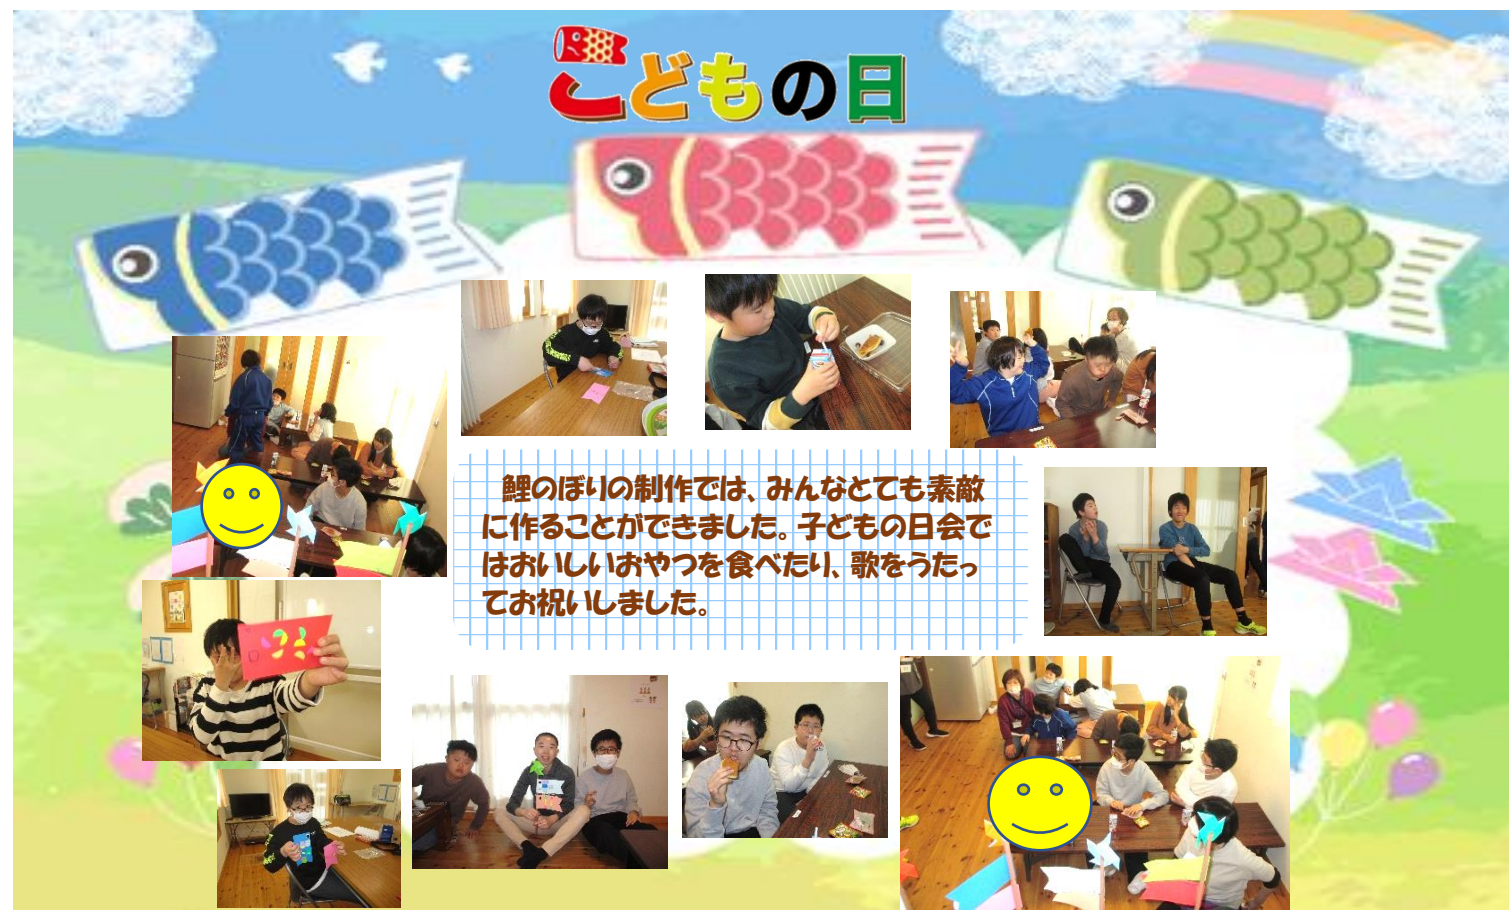 こどもの日
鯉のぼりの制作では、みんなとても素敵
に作ることができました。子どもの日会で
はおいしいおやつを食べたり、歌をうたっ
てお祝いしました。